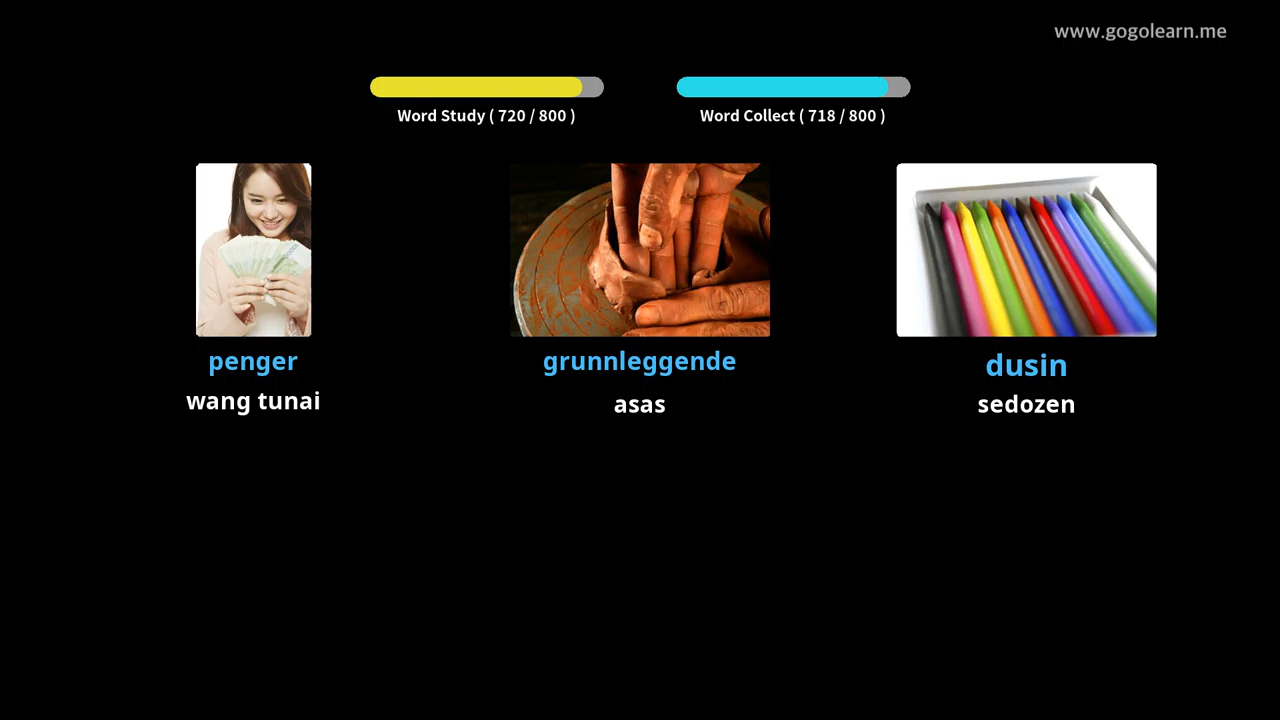 www.gogolearn.me
Word Study ( 720 / 800 )
Word Collect ( 718 / 800 )
penger
wang tunai
grunnleggende
asas
dusin
sedozen